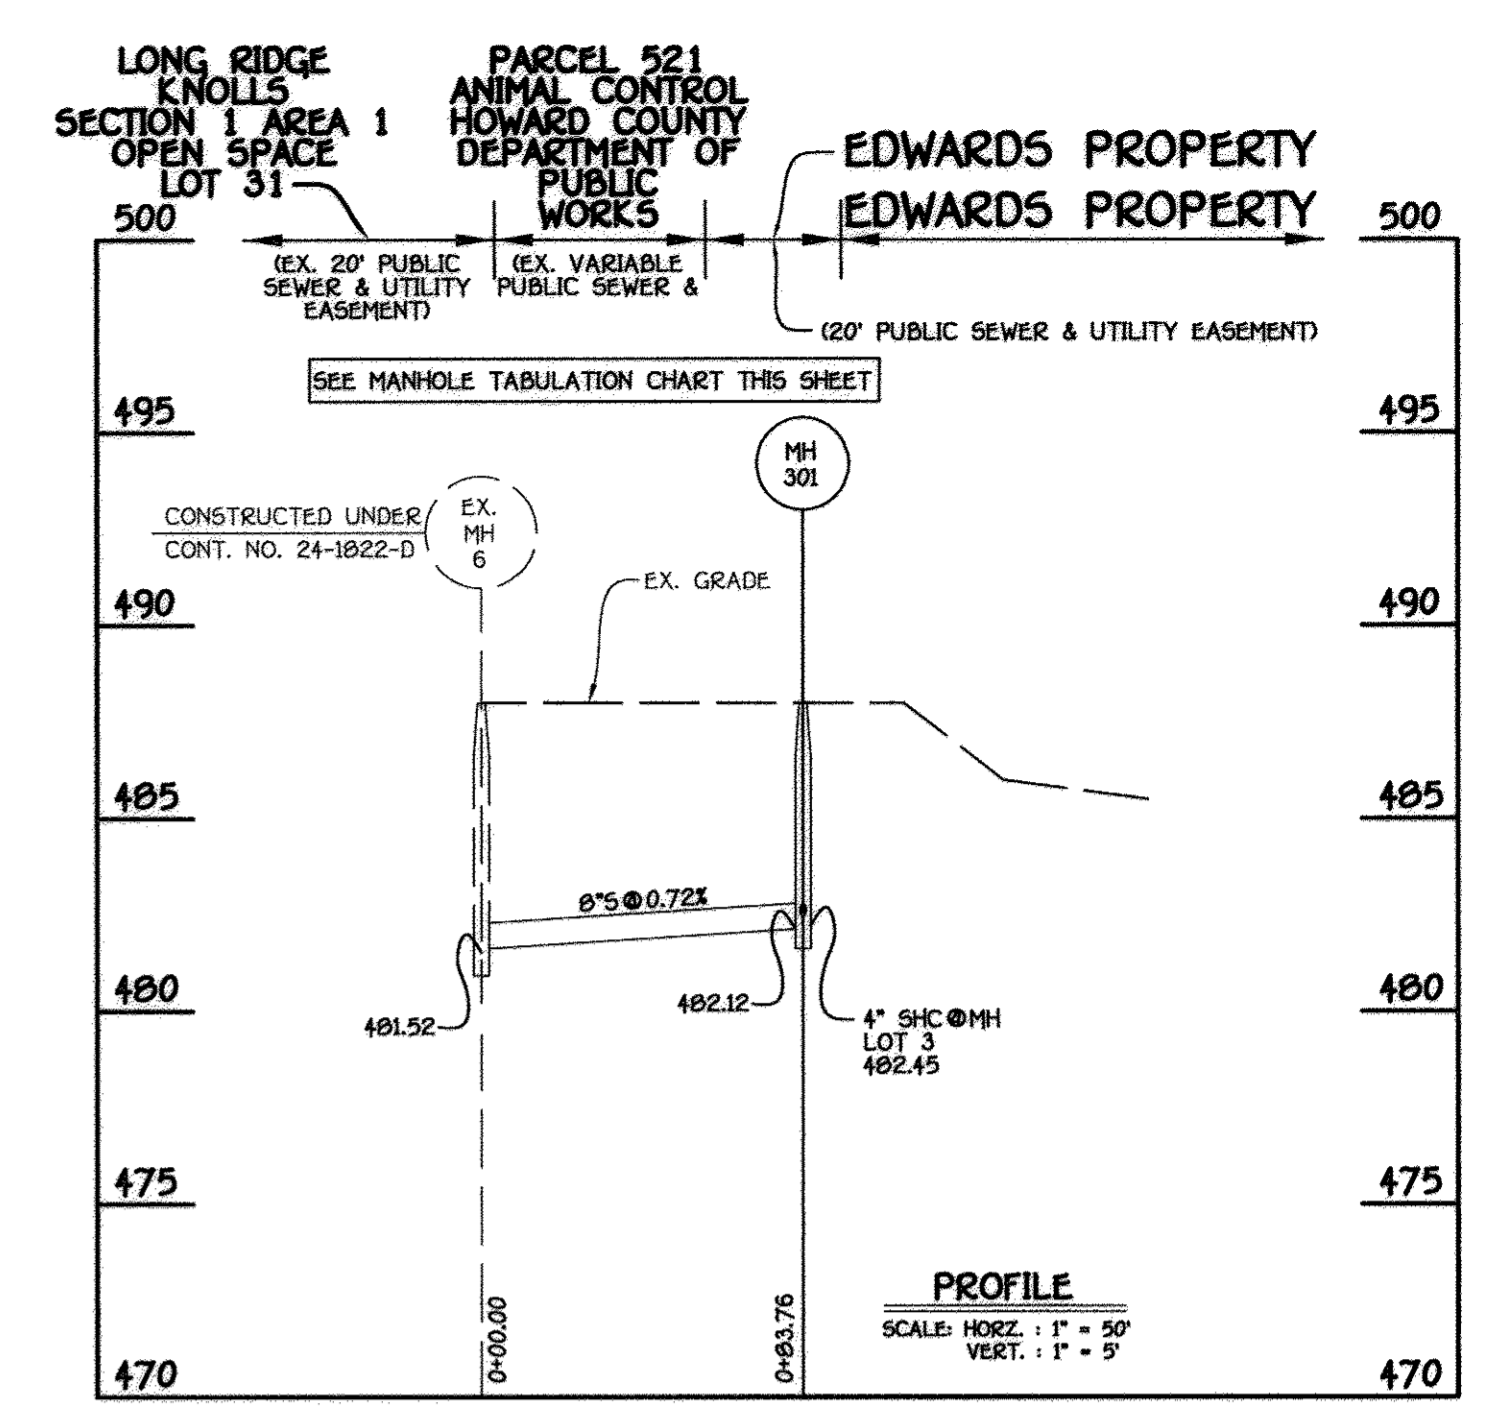 LONG RIDGE
KNOLLS
SECTION 1 AREA 1
OPEN SPACE
LOT 31
PARCEL 521
ANIMAL CONTROL
HOWARD COUNTY
DEPARTMENT OF
PUBLIC
WORKS
EDWARDS PROPERTY
EDWARDS PROPERTY
500
500
(EX. 20' PUBLIC
SEWER & UTILITY
EASEMENT)
(EX. VARIABLE
PUBLIC SEWER &
(20' PUBLIC SEWER & UTILITY EASEMENT)
SEE MANHOLE TABULATION CHART THIS SHEET
495
495
MH
301
CONSTRUCTED UNDER
CONT. NO. 24-1822-D
EX.
MH
6
EX. GRADE
490
490
485
485
8"S@0.72%
480
480
481.52
482.12
4" SHC@MH
LOT 3
482.45
475
475
0+00.00
0+83.76
PROFILE
SCALE: HORZ. : 1" = 50'
VERT. : 1" = 5'
470
470